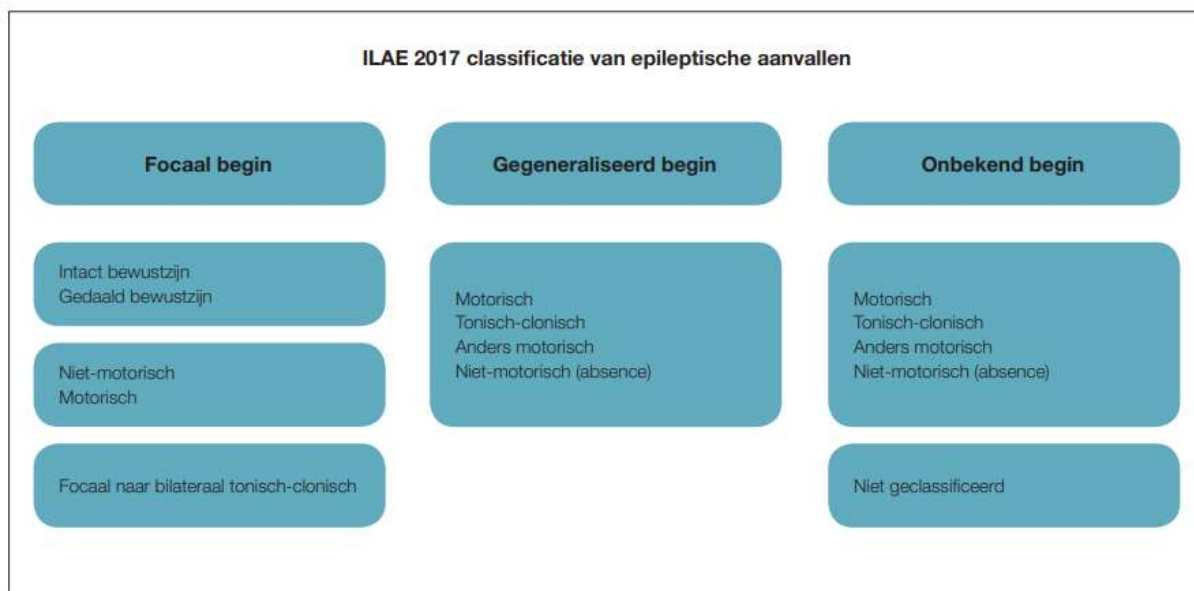 ILAE 2017 classificatie van epileptische aanvallen
Focaal begin
Intact bewustzijn
Gedaald bewustzijn
Niet-motorisch
Motorisch
Focaal naar bilateraal tonisch-clonisch
Gegeneraliseerd begin
Motorisch
Tonisch-clonisch
Anders motorisch
Niet-motorisch (absence)
Onbekend begin
Motorisch
Tonisch-clonisch
Anders motorisch
Niet-motorisch (absence)
Niet geclassificeerd